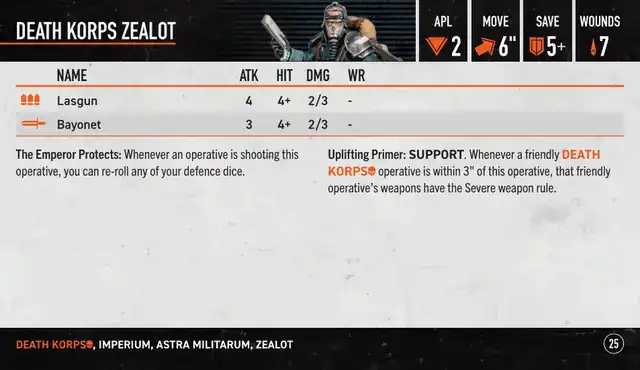 DEATH KORPS ZEALOT
APL
2
MOVE
6"
SAVE
5+
WOUNDS
7
NAME ATK HIT DMG WR
Lasgun 4 4+ 2/3 -
Bayonet 3 4+ 2/3 -
The Emperor Protects: Whenever an operative is shooting this
operative, you can re-roll any of your defence dice.
Uplifting Primer: SUPPORT. Whenever a friendly DEATH
KORPS operative is within 3" of this operative, that friendly
operative's weapons have the Severe weapon rule.
DEATH KORPS, IMPERIUM, ASTRA MILITARUM, ZEALOT
25